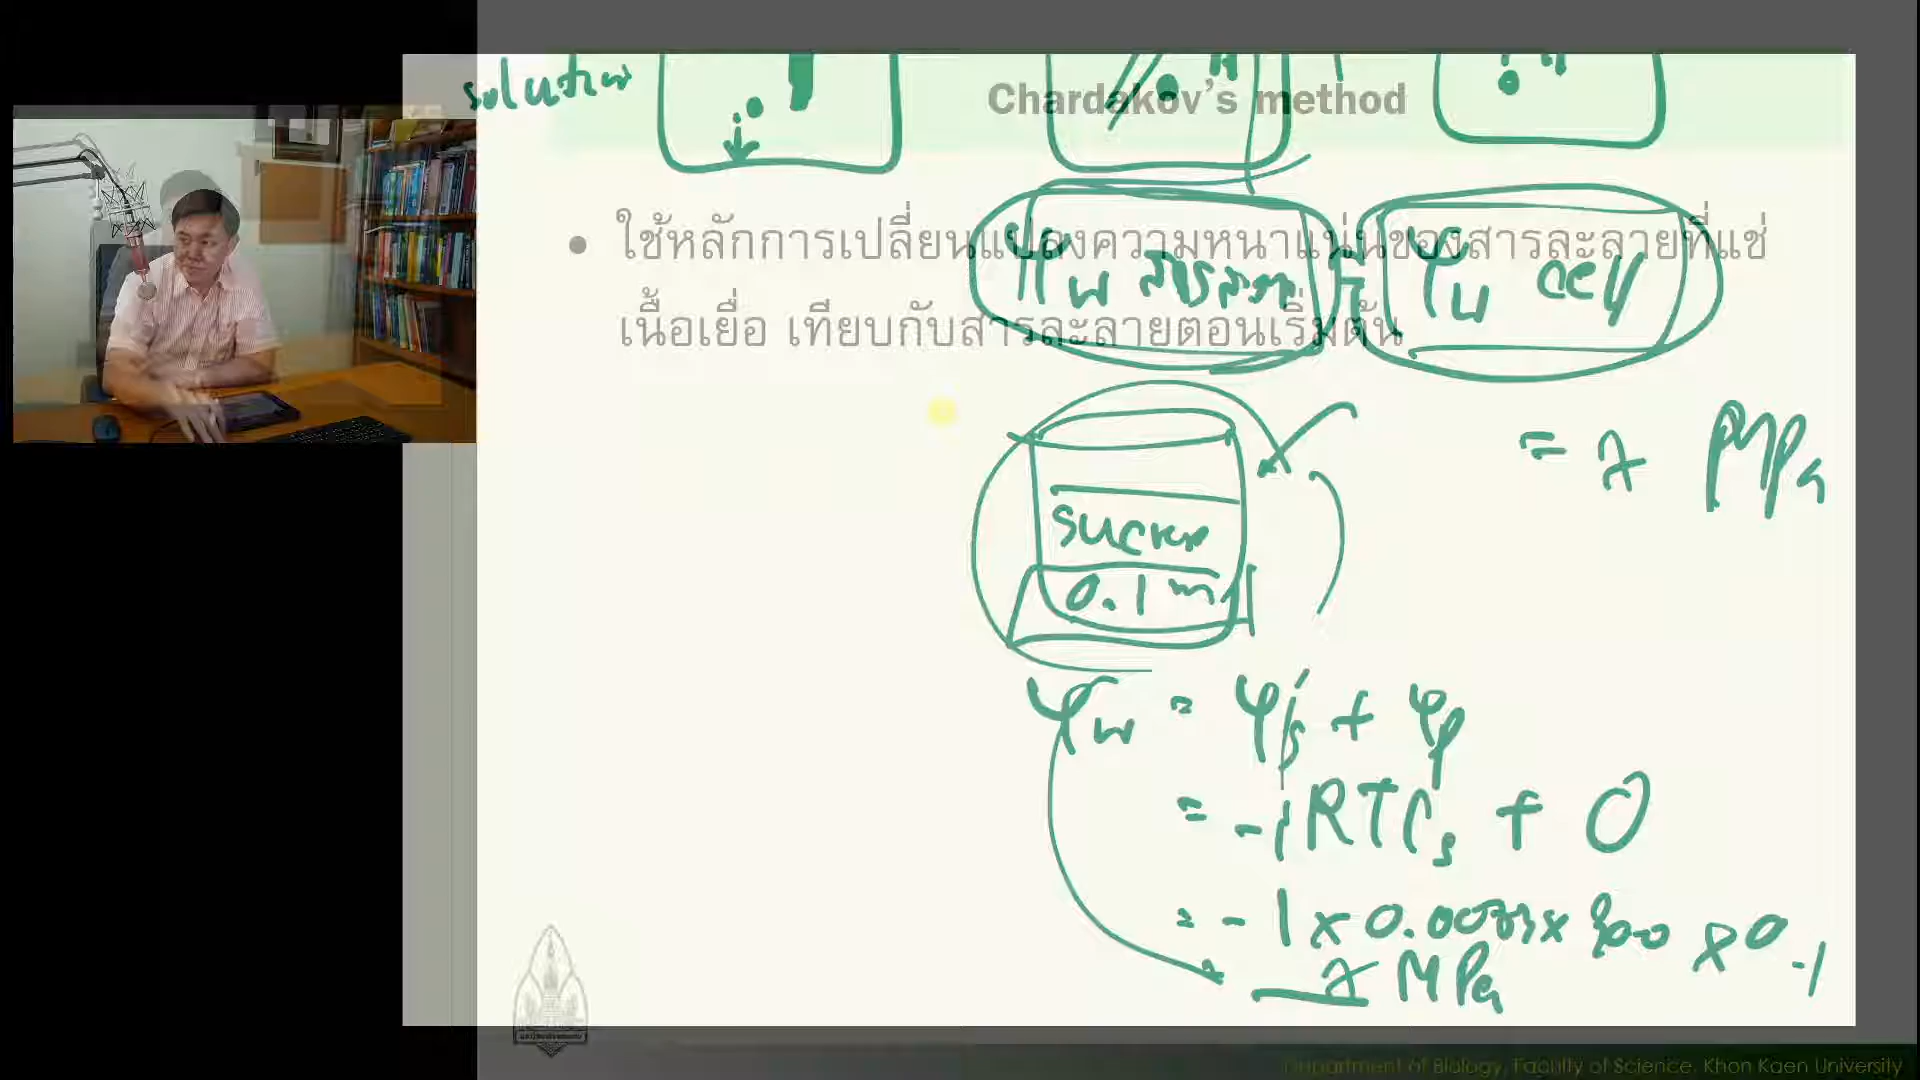 solution
Chardakov's method
• ใช้หลักการเปลี่ยนแปลงความหนาแน่นของสารละลายที่แช่
เนื้อเยื่อ เทียบกับสารละลายตอนเริ่มต้น
Ψw สารละลาย = Ψw cell
= x MPa
sucrose
0.1 m
Ψw = Ψs + Ψp
= -iRTCs + 0
= - 1 x 0.0083 x 300 x 0.1
x MPa
Department of Biology, Faculty of Science, Khon Kaen University